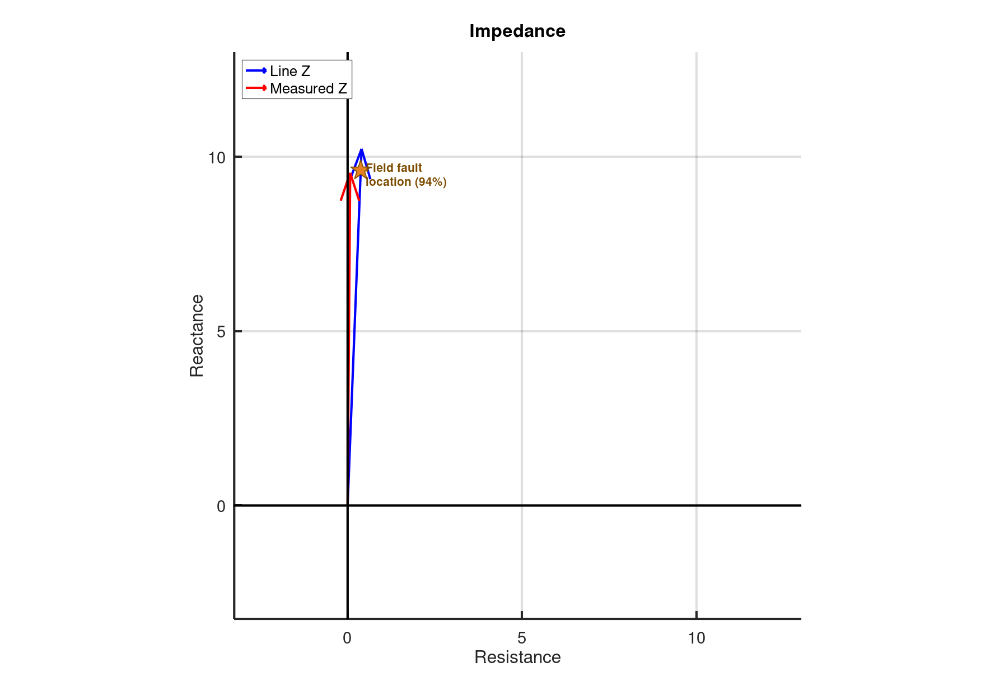 Impedance
Line Z
Measured Z
10
Field fault
location (94%)
5
0
Reactance
0
5
10
Resistance